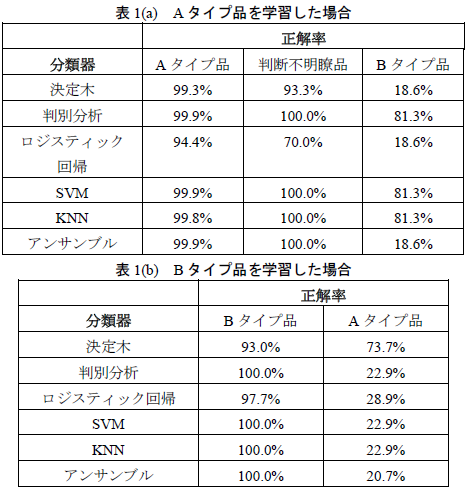 表 1(a) A タイプ品を学習した場合
正解率
分類器 A タイプ品 判断不明瞭品 B タイプ品
決定木 99.3% 93.3% 18.6%
判別分析 99.9% 100.0% 81.3%
ロジスティック 94.4% 70.0% 18.6%
回帰
SVM 99.9% 100.0% 81.3%
KNN 99.8% 100.0% 81.3%
アンサンブル 99.9% 100.0% 18.6%
表 1(b) B タイプ品を学習した場合
正解率
分類器 B タイプ品 A タイプ品
決定木 93.0% 73.7%
判別分析 100.0% 22.9%
ロジスティック回帰 97.7% 28.9%
SVM 100.0% 22.9%
KNN 100.0% 22.9%
アンサンブル 100.0% 20.7%